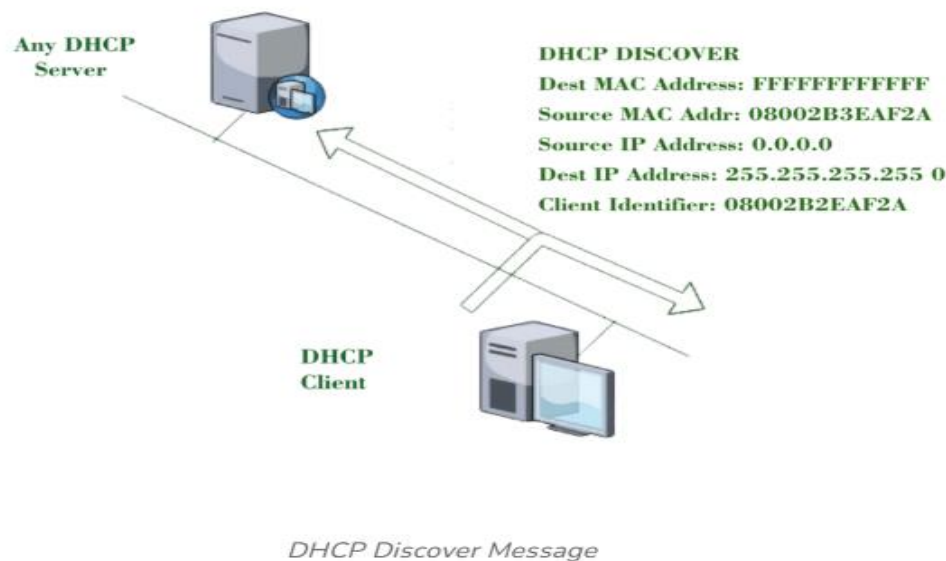 Any DHCP
Server
DHCP DISCOVER
Dest MAC Address: FFFFFFFFFFFF
Source MAC Addr: 08002B3EAF2A
Source IP Address: 0.0.0.0
Dest IP Address: 255.255.255.255 0
Client Identifier: 08002B2EAF2A
DHCP
Client
DHCP Discover Message